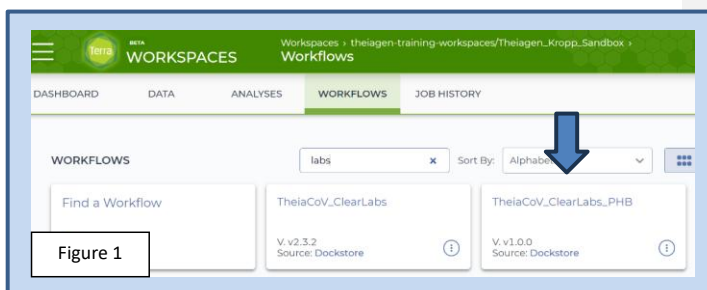 Terra
BETA
WORKSPACES
Workspaces › theiagen-training-workspaces/Theiagen_Kropp_Sandbox ›
Workflows
DASHBOARD DATA ANALYSES WORKFLOWS JOB HISTORY
WORKFLOWS
labs × Sort By:
Find a Workflow
TheiaCoV_ClearLabs
V. v2.3.2
Source: Dockstore
TheiaCoV_ClearLabs_PHB
V. v1.0.0
Source: Dockstore
Figure 1